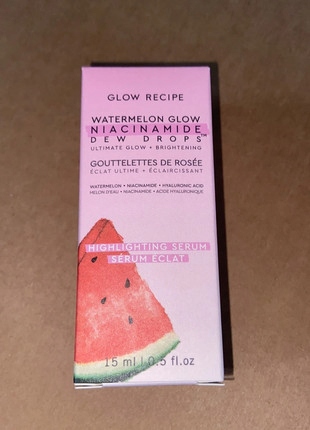 GLOW RECIPE
WATERMELON GLOW
NIACINAMIDE
DEW DROPS™
ULTIMATE GLOW + BRIGHTENING
GOUTTELETTES DE ROSÉE
ÉCLAT ULTIME + ÉCLAIRCISSANT
WATERMELON • NIACINAMIDE • HYALURONIC ACID
MELON D'EAU • NIACINAMIDE • ACIDE HYALURONIQUE
HIGHLIGHTING SERUM
SÉRUM ÉCLAT
15 ml | 0.5 fl.oz